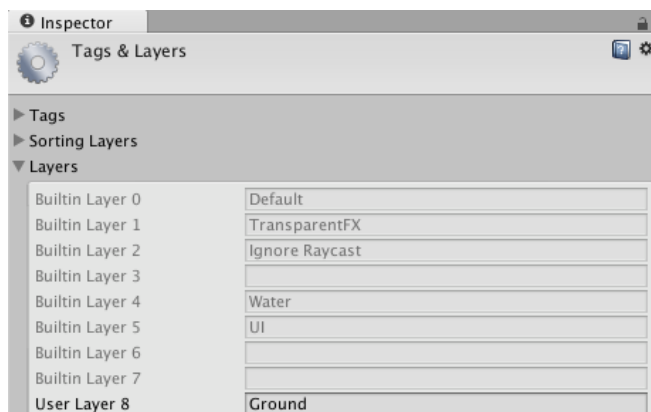 Inspector
Tags & Layers
Tags
Sorting Layers
Layers
Builtin Layer 0 Default
Builtin Layer 1 TransparentFX
Builtin Layer 2 Ignore Raycast
Builtin Layer 3
Builtin Layer 4 Water
Builtin Layer 5 UI
Builtin Layer 6
Builtin Layer 7
User Layer 8 Ground